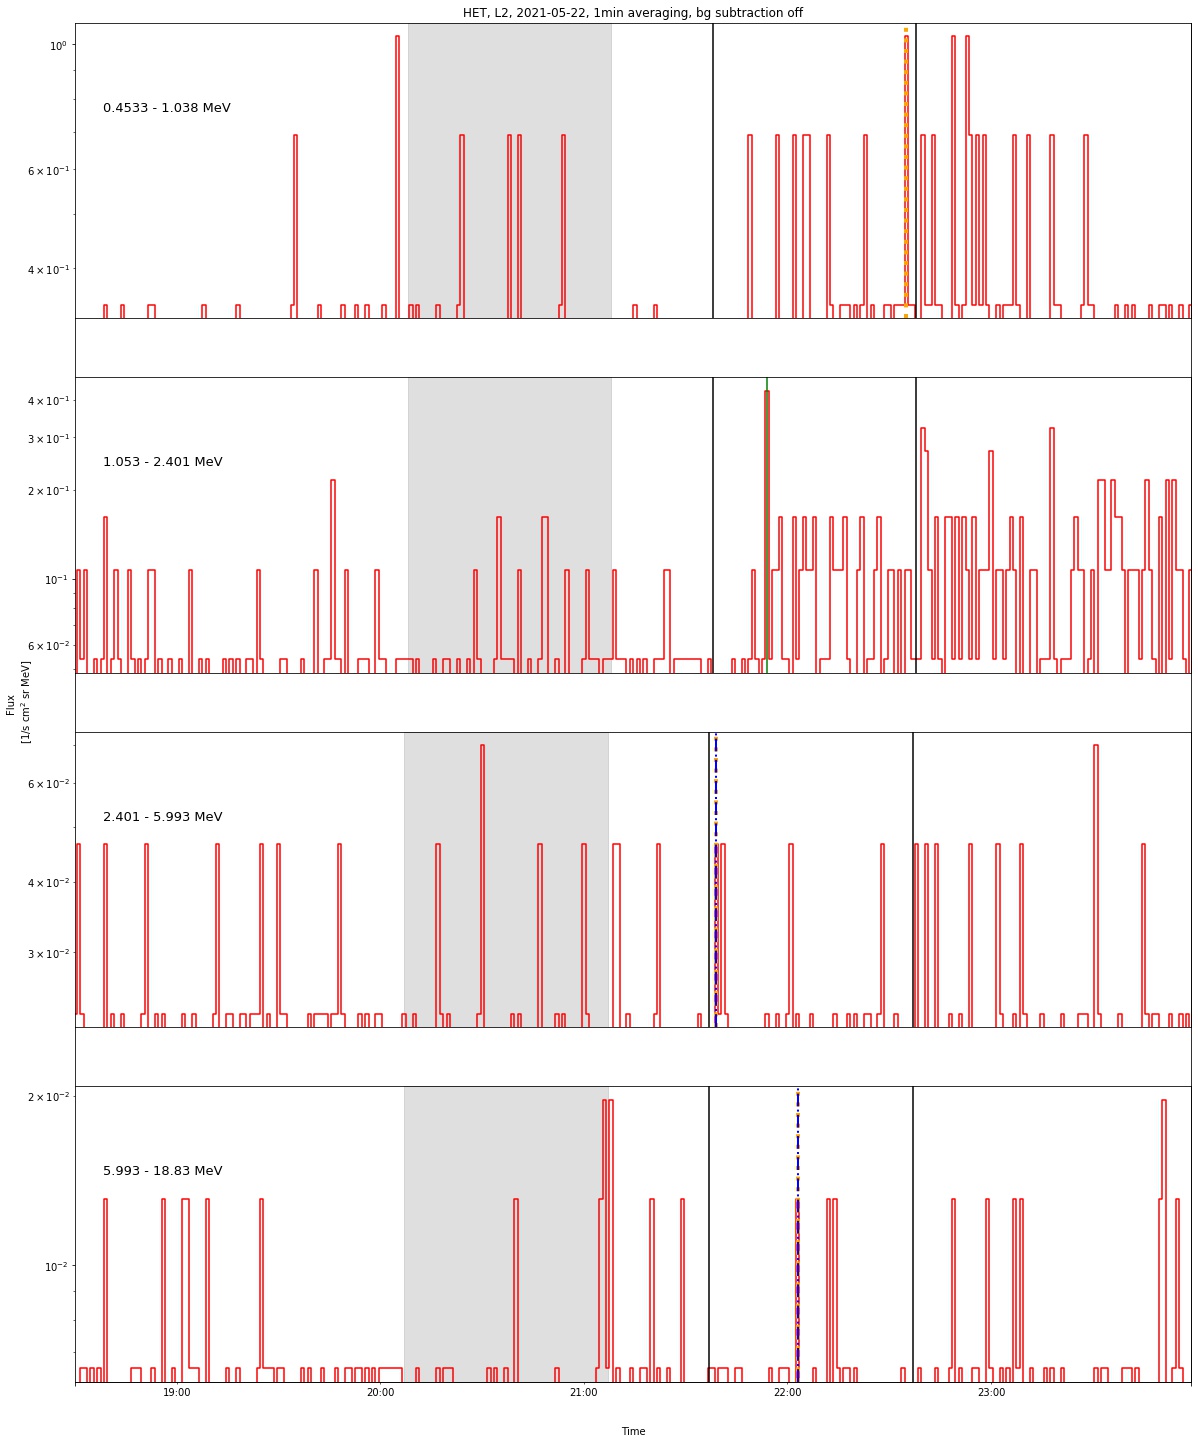 HET, L2, 2021-05-22, 1min averaging, bg subtraction off
10⁰
0.4533 - 1.038 MeV
6 × 10⁻¹
4 × 10⁻¹
4 × 10⁻¹
3 × 10⁻¹
1.053 - 2.401 MeV
2 × 10⁻¹
10⁻¹
6 × 10⁻²
Flux
[1/s cm² sr MeV]
6 × 10⁻²
2.401 - 5.993 MeV
4 × 10⁻²
3 × 10⁻²
2 × 10⁻²
5.993 - 18.83 MeV
10⁻²
19:00 20:00 21:00 22:00 23:00
Time